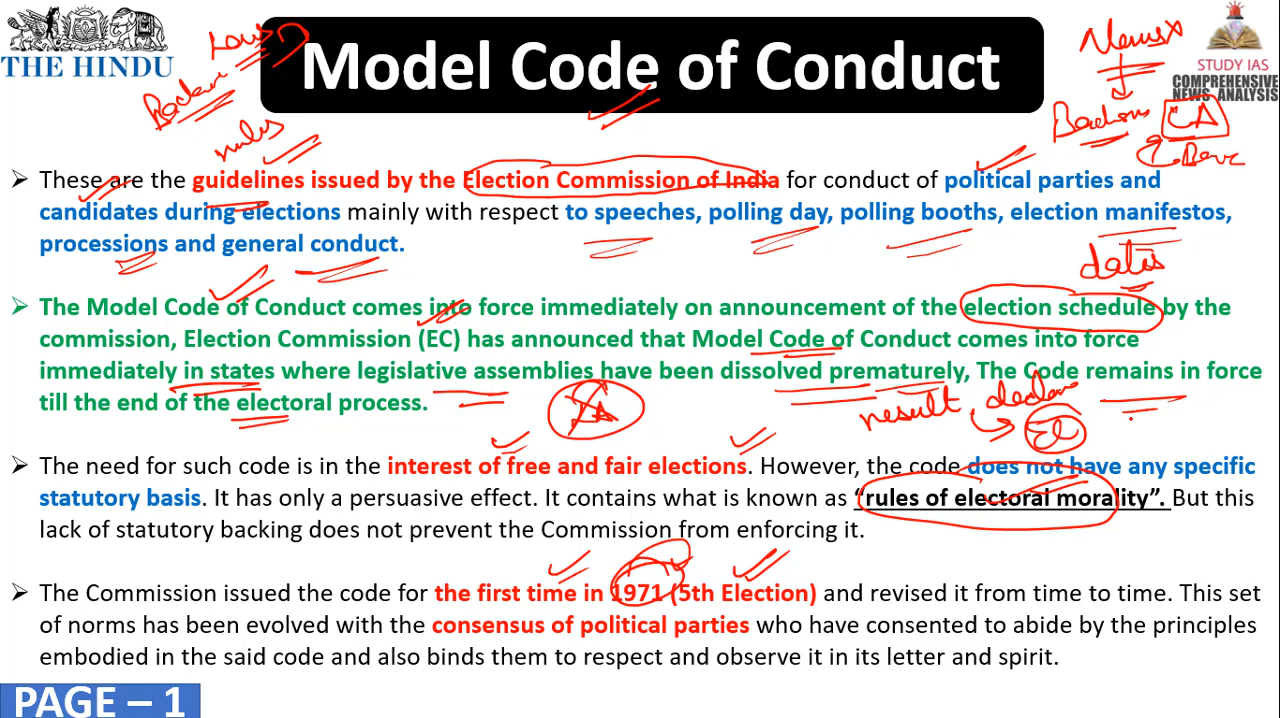 THE HINDU
Model Code of Conduct
STUDY IAS
COMPREHENSIVE
NEWS ANALYSIS
rules
➢ These are the guidelines issued by the Election Commission of India for conduct of political parties and
candidates during elections mainly with respect to speeches, polling day, polling booths, election manifestos,
processions and general conduct.
dates
➢ The Model Code of Conduct comes into force immediately on announcement of the election schedule by the
commission, Election Commission (EC) has announced that Model Code of Conduct comes into force
immediately in states where legislative assemblies have been dissolved prematurely, The Code remains in force
till the end of the electoral process.
result, declare
➢ The need for such code is in the interest of free and fair elections. However, the code does not have any specific
statutory basis. It has only a persuasive effect. It contains what is known as “rules of electoral morality”. But this
lack of statutory backing does not prevent the Commission from enforcing it.
➢ The Commission issued the code for the first time in 1971 (5th Election) and revised it from time to time. This set
of norms has been evolved with the consensus of political parties who have consented to abide by the principles
embodied in the said code and also binds them to respect and observe it in its letter and spirit.
PAGE – 1